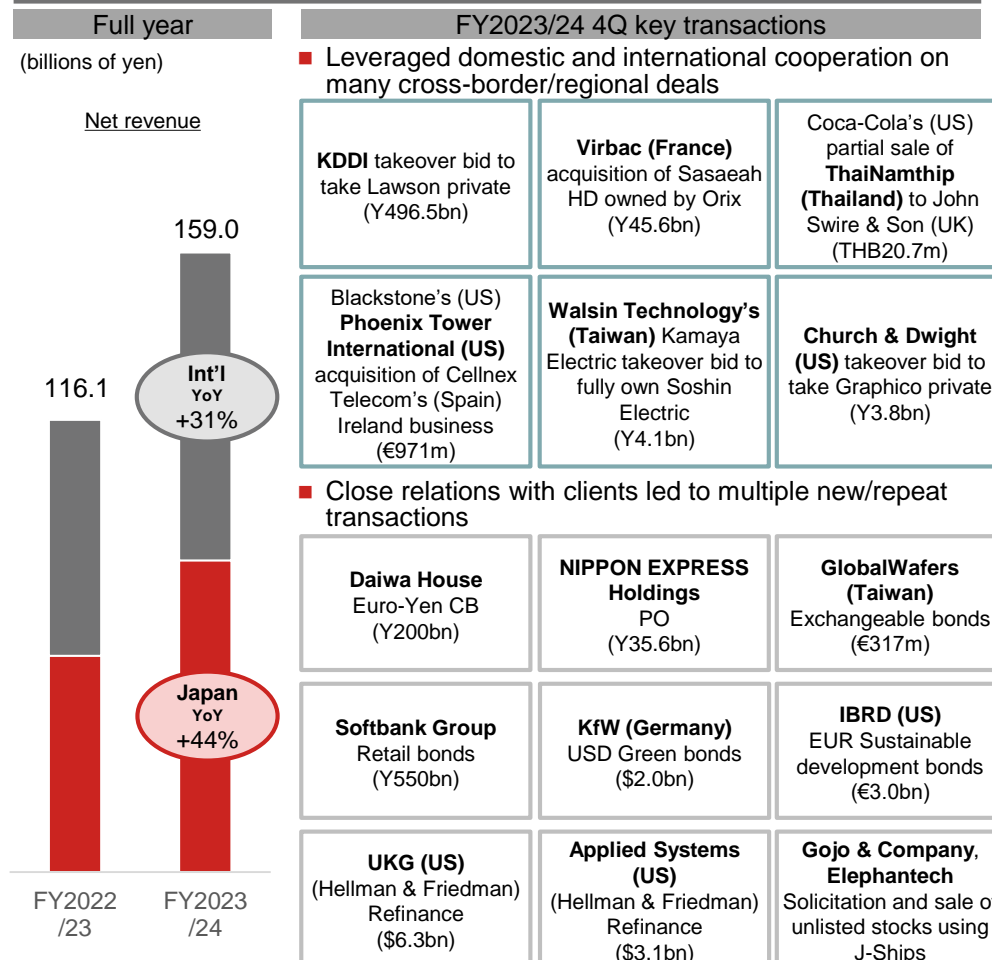 Full year
(billions of yen)
Net revenue
159.0
116.1
Int'l
YoY
+31%
Japan
YoY
+44%
FY2022
/23
FY2023
/24
FY2023/24 4Q key transactions
■ Leveraged domestic and international cooperation on
many cross-border/regional deals
KDDI takeover bid to
take Lawson private
(Y496.5bn)
Virbac (France)
acquisition of Sasaeah
HD owned by Orix
(Y45.6bn)
Coca-Cola's (US)
partial sale of
ThaiNamthip
(Thailand) to John
Swire & Son (UK)
(THB20.7m)
Blackstone's (US)
Phoenix Tower
International (US)
acquisition of Cellnex
Telecom's (Spain)
Ireland business
(€971m)
Walsin Technology's
(Taiwan) Kamaya
Electric takeover bid to
fully own Soshin
Electric
(Y4.1bn)
Church & Dwight
(US) takeover bid to
take Graphico private
(Y3.8bn)
■ Close relations with clients led to multiple new/repeat
transactions
Daiwa House
Euro-Yen CB
(Y200bn)
NIPPON EXPRESS
Holdings
PO
(Y35.6bn)
GlobalWafers
(Taiwan)
Exchangeable bonds
(€317m)
Softbank Group
Retail bonds
(Y550bn)
KfW (Germany)
USD Green bonds
($2.0bn)
IBRD (US)
EUR Sustainable
development bonds
(€3.0bn)
UKG (US)
(Hellman & Friedman)
Refinance
($6.3bn)
Applied Systems
(US)
(Hellman & Friedman)
Refinance
($3.1bn)
Gojo & Company,
Elephantech
Solicitation and sale of
unlisted stocks using
J-Ships